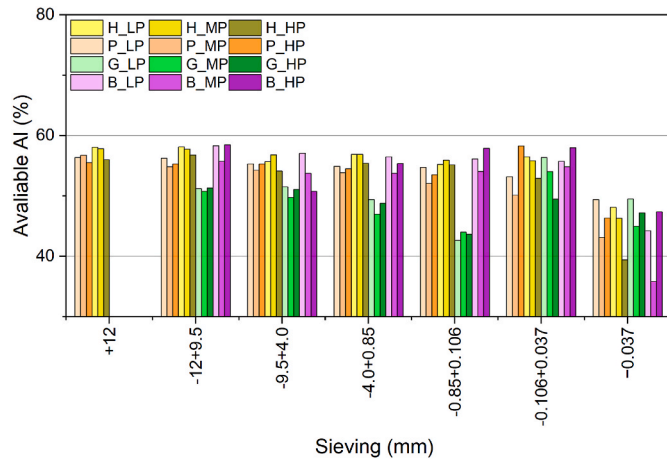 80
H_LP H_MP H_HP
P_LP P_MP P_HP
G_LP G_MP G_HP
B_LP B_MP B_HP
60
40
Avaliable Al (%)
+12
-12+9.5
-9.5+4.0
-4.0+0.85
-0.85+0.106
-0.106+0.037
−0.037
Sieving (mm)